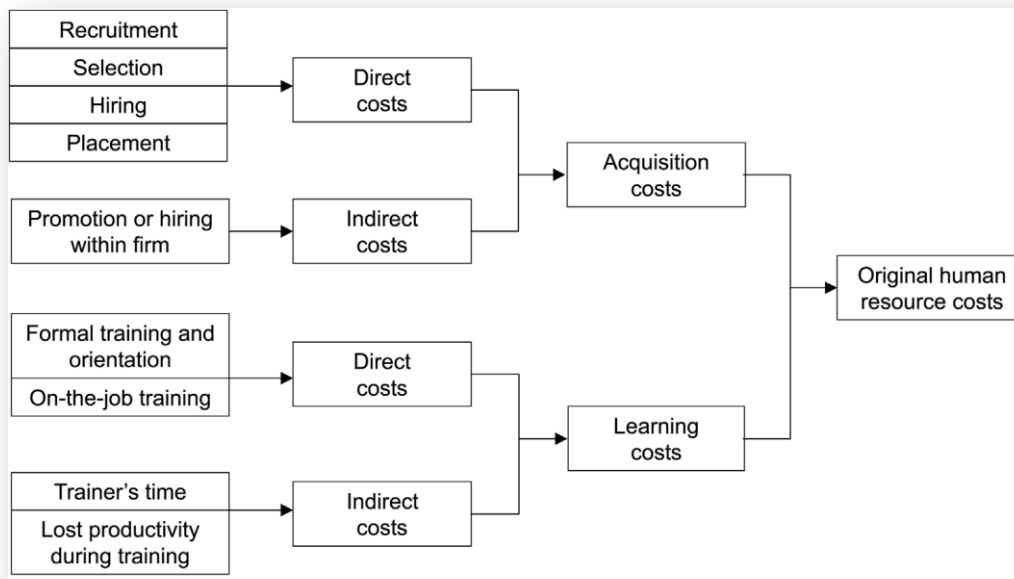 Recruitment
Selection
Hiring
Placement
Direct
costs
Promotion or hiring
within firm
Indirect
costs
Acquisition
costs
Formal training and
orientation
On-the-job training
Direct
costs
Trainer’s time
Lost productivity
during training
Indirect
costs
Learning
costs
Original human
resource costs